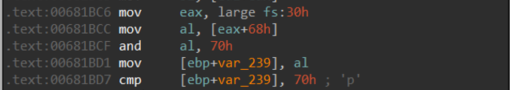 .text:00681BC6 mov eax, large fs:30h
.text:00681BCC mov al, [eax+68h]
.text:00681BCF and al, 70h
.text:00681BD1 mov [ebp+var_239], al
.text:00681BD7 cmp [ebp+var_239], 70h ; 'p'